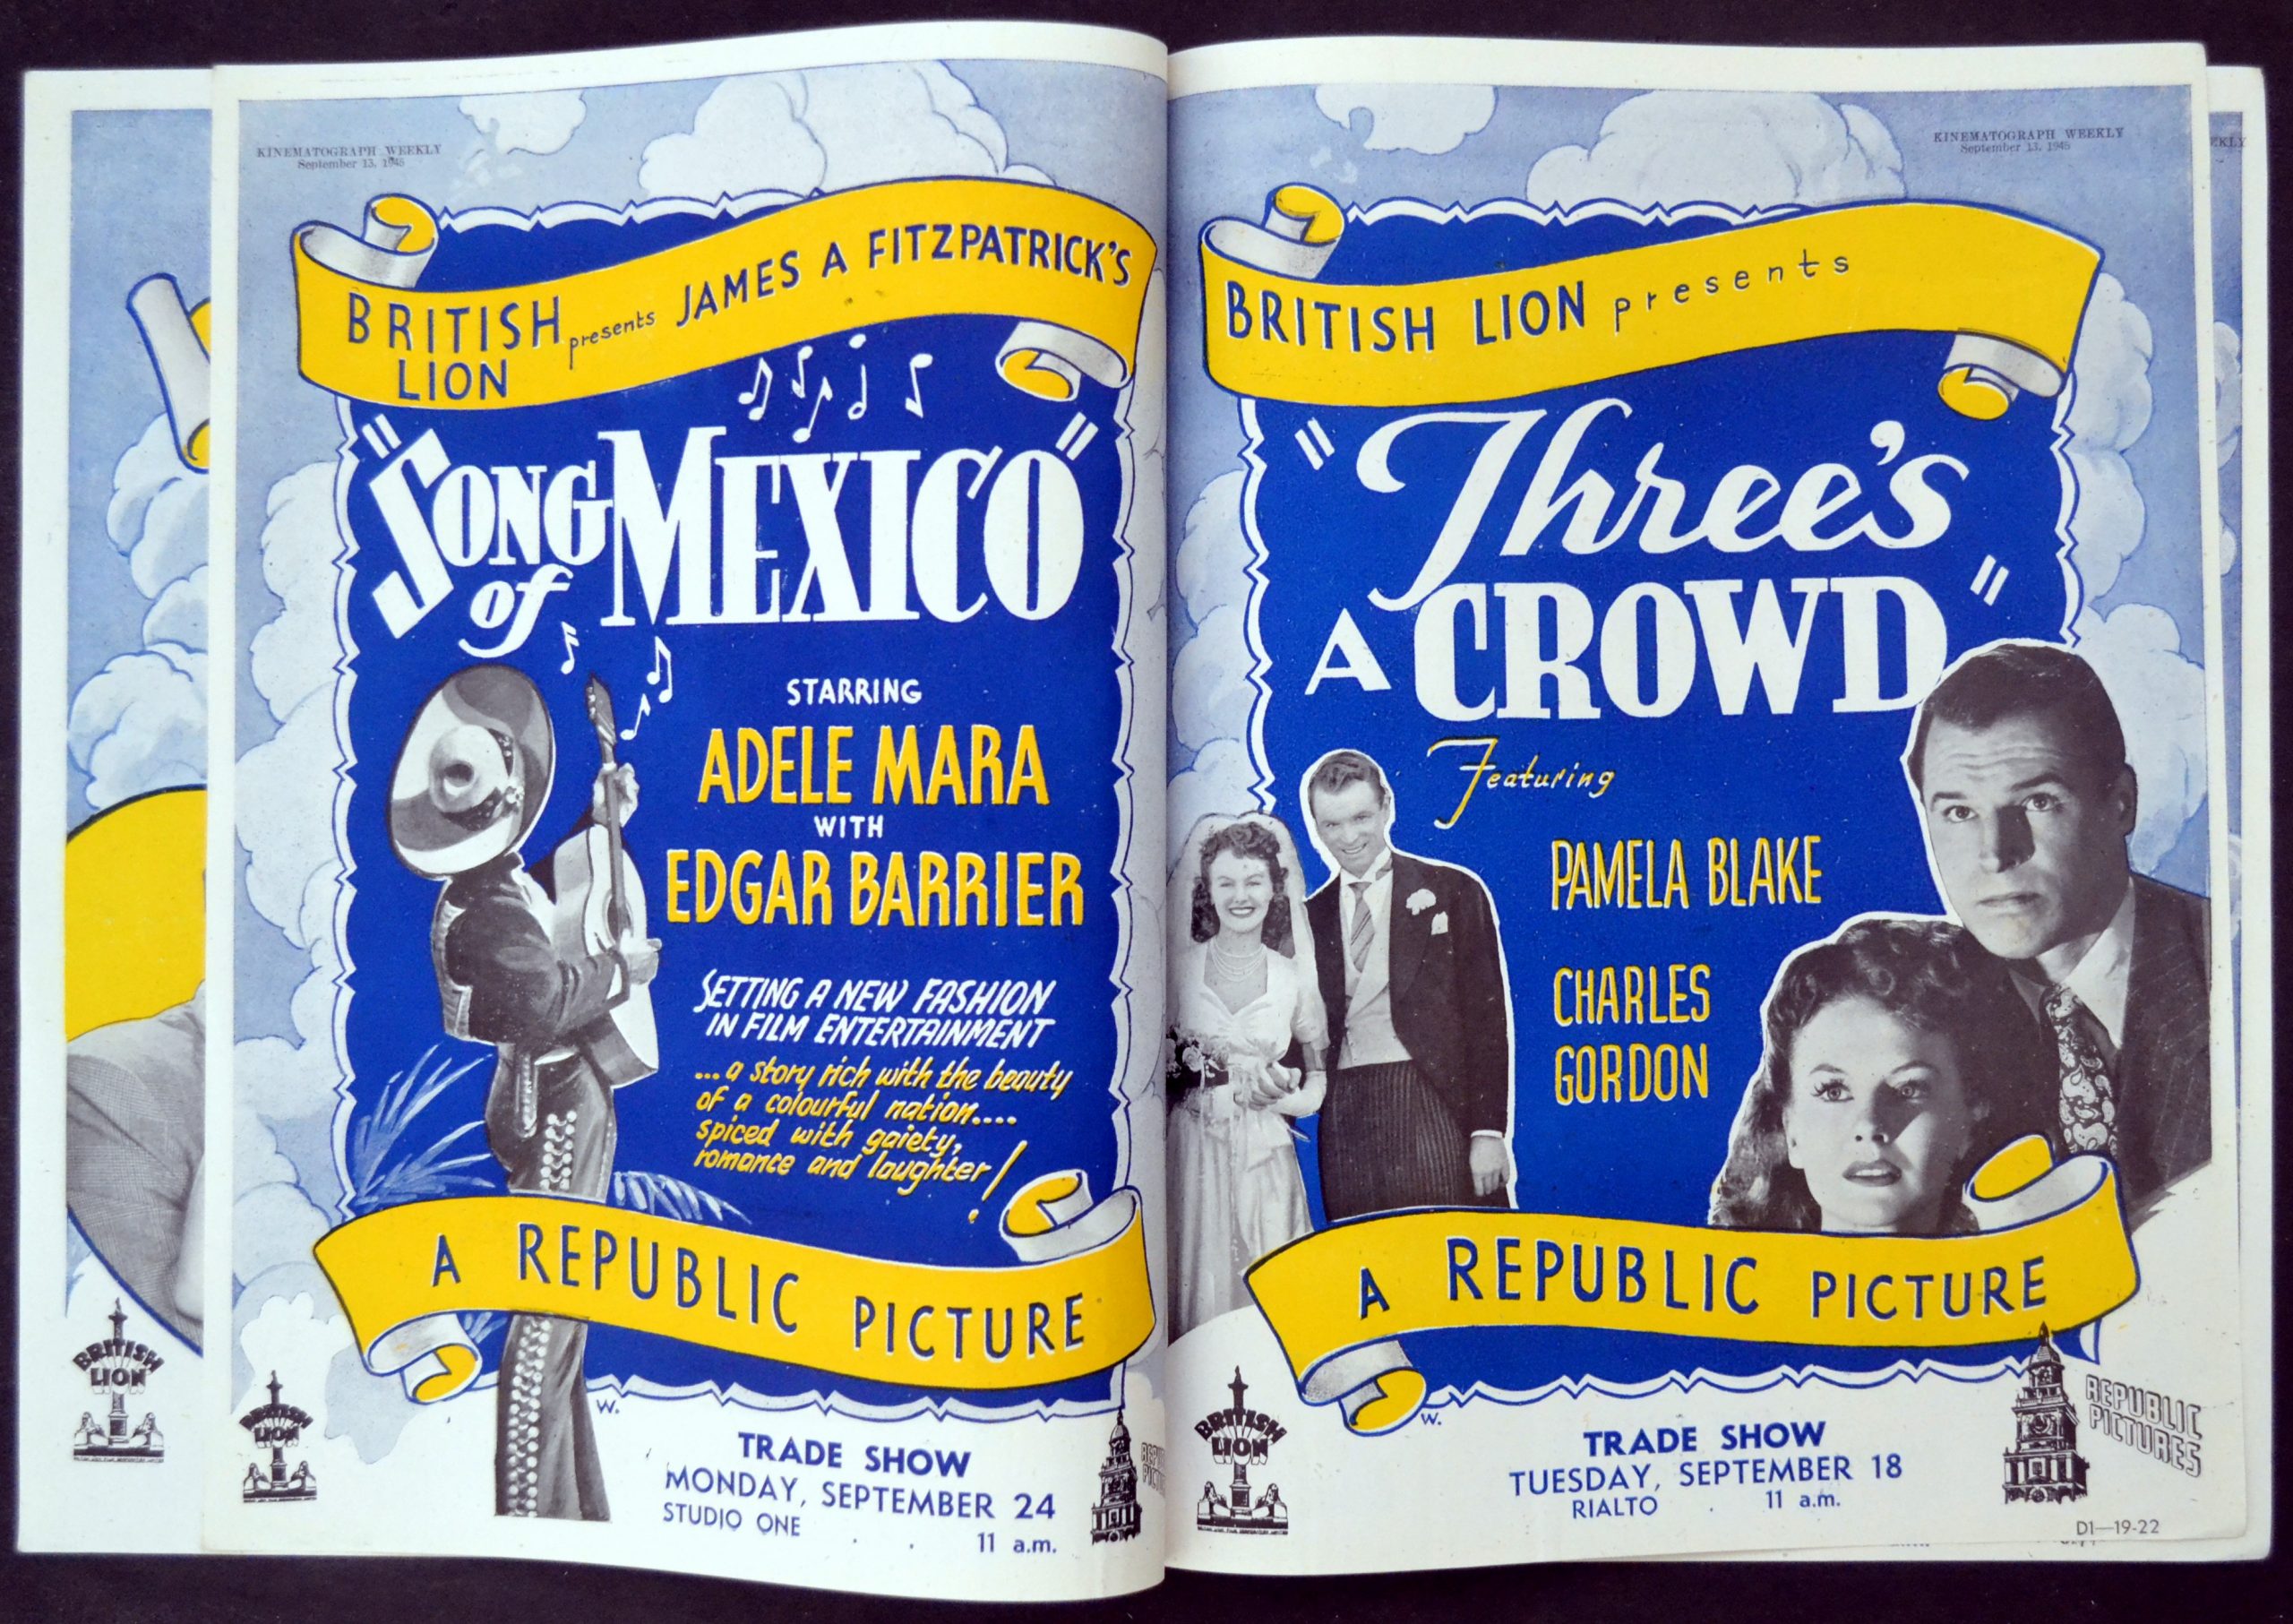 KINEMATOGRAPH WEEKLY
September 13, 1945
BRITISH
LION
presents JAMES A FITZPATRICK'S
"SONG
of MEXICO"
STARRING
ADELE MARA
WITH
EDGAR BARRIER
SETTING A NEW FASHION
IN FILM ENTERTAINMENT
... a story rich with the beauty
of a colourful nation....
spiced with gaiety,
romance and laughter!
A REPUBLIC PICTURE
W.
BRITISH
LION
BRITISH
LION
TRADE SHOW
MONDAY, SEPTEMBER 24
STUDIO ONE
11 a.m.
KINEMATOGRAPH WEEKLY
September 13, 1945
BRITISH LION presents
"Three's
A CROWD"
Featuring
PAMELA BLAKE
CHARLES
GORDON
A REPUBLIC PICTURE
W.
BRITISH
LION
TRADE SHOW
TUESDAY, SEPTEMBER 18
RIALTO 11 a.m.
REPUBLIC
PICTURES
D1—19-22